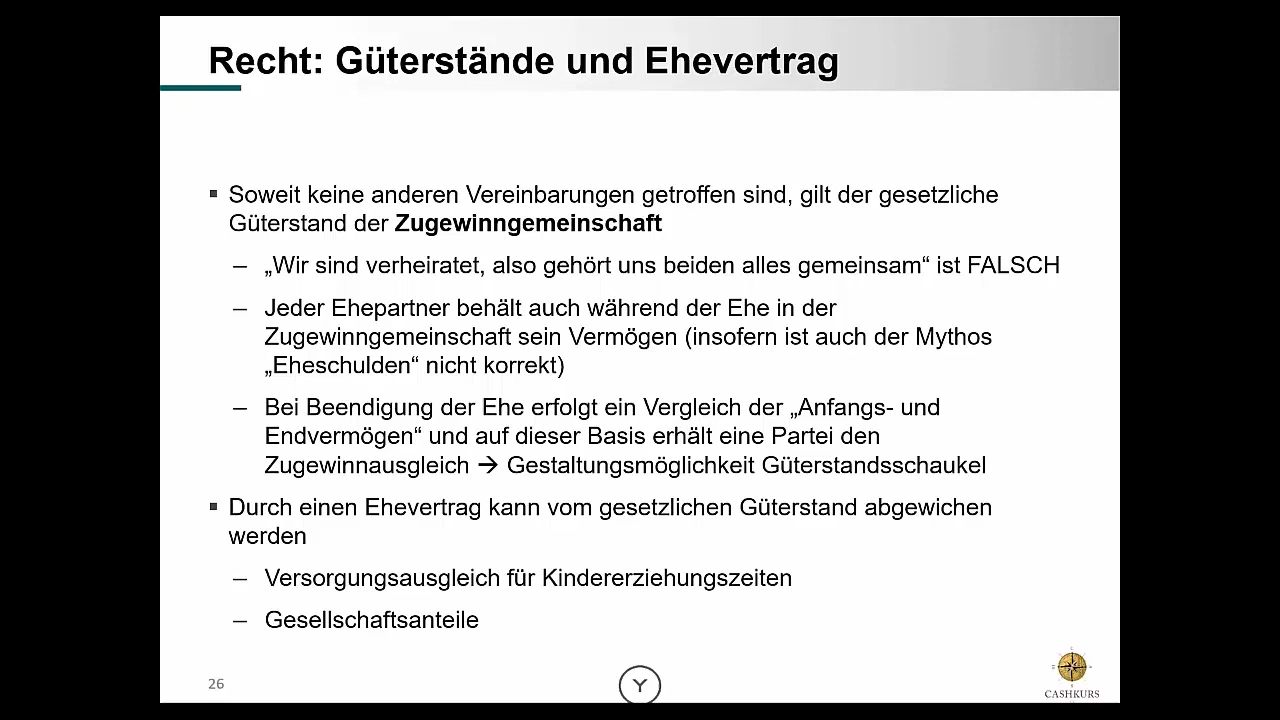 Recht: Güterstände und Ehevertrag
▪ Soweit keine anderen Vereinbarungen getroffen sind, gilt der gesetzliche
Güterstand der Zugewinngemeinschaft
– „Wir sind verheiratet, also gehört uns beiden alles gemeinsam“ ist FALSCH
– Jeder Ehepartner behält auch während der Ehe in der
Zugewinngemeinschaft sein Vermögen (insofern ist auch der Mythos
„Eheschulden“ nicht korrekt)
– Bei Beendigung der Ehe erfolgt ein Vergleich der „Anfangs- und
Endvermögen“ und auf dieser Basis erhält eine Partei den
Zugewinnausgleich → Gestaltungsmöglichkeit Güterstandsschaukel
▪ Durch einen Ehevertrag kann vom gesetzlichen Güterstand abgewichen
werden
– Versorgungsausgleich für Kindererziehungszeiten
– Gesellschaftsanteile
26
Y
CASHKURS